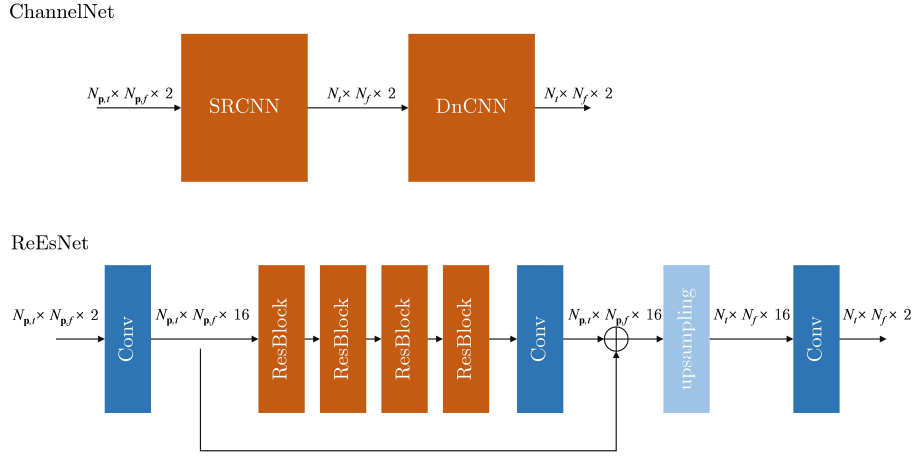 ChannelNet
N_{p,t} × N_{p,f} × 2
SRCNN
N_t × N_f × 2
DnCNN
N_t × N_f × 2
ReEsNet
N_{p,t} × N_{p,f} × 2
Conv
N_{p,t} × N_{p,f} × 16
ResBlock
ResBlock
ResBlock
ResBlock
Conv
N_{p,t} × N_{p,f} × 16
upsampling
N_t × N_f × 16
Conv
N_t × N_f × 2